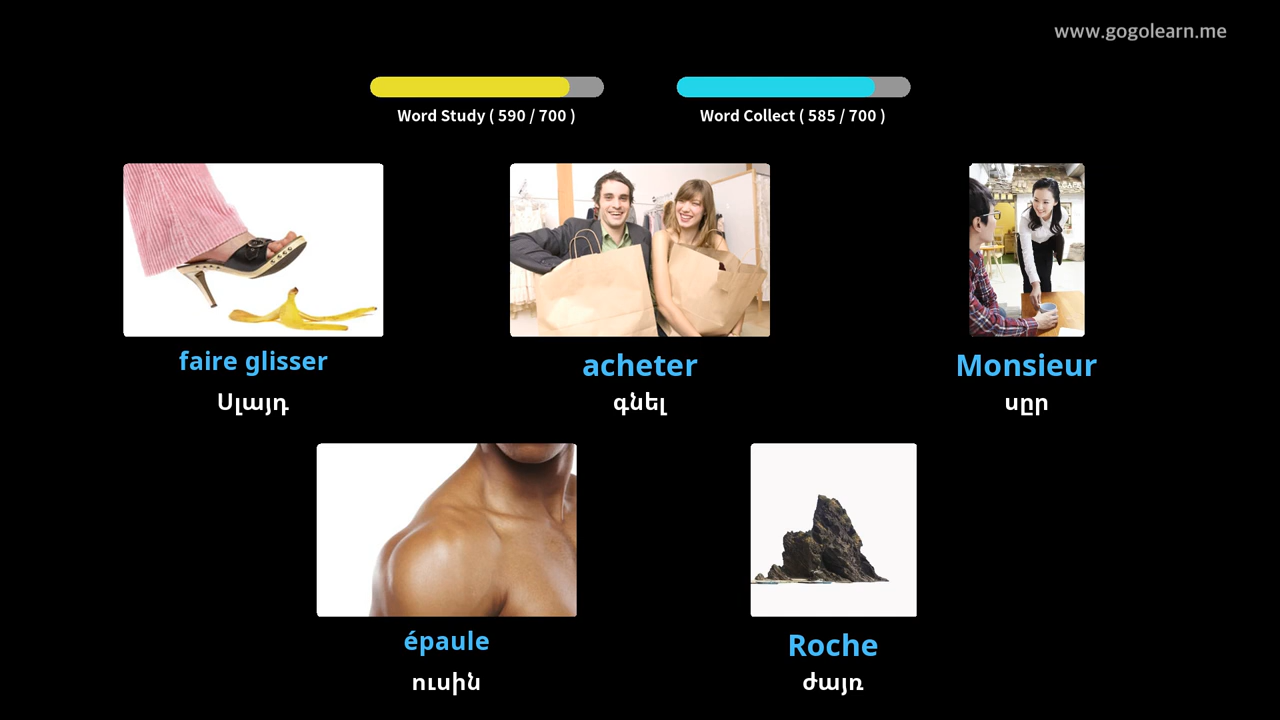 www.gogolearn.me
Word Study ( 590 / 700 )
Word Collect ( 585 / 700 )
faire glisser
Սլայդ
acheter
գնել
Monsieur
սըր
épaule
ուսին
Roche
ժայռ